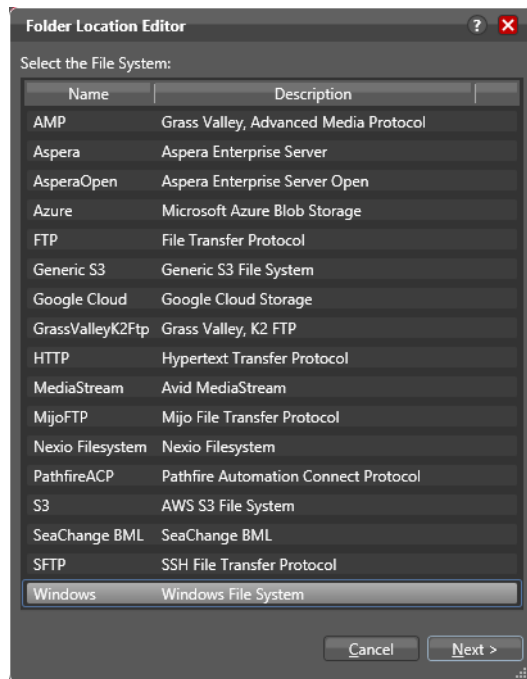 Folder Location Editor ?
Select the File System:
Name Description
AMP Grass Valley, Advanced Media Protocol
Aspera Aspera Enterprise Server
AsperaOpen Aspera Enterprise Server Open
Azure Microsoft Azure Blob Storage
FTP File Transfer Protocol
Generic S3 Generic S3 File System
Google Cloud Google Cloud Storage
GrassValleyK2Ftp Grass Valley, K2 FTP
HTTP Hypertext Transfer Protocol
MediaStream Avid MediaStream
MijoFTP Mijo File Transfer Protocol
Nexio Filesystem Nexio Filesystem
PathfireACP Pathfire Automation Connect Protocol
S3 AWS S3 File System
SeaChange BML SeaChange BML
SFTP SSH File Transfer Protocol
Windows Windows File System
Cancel Next >